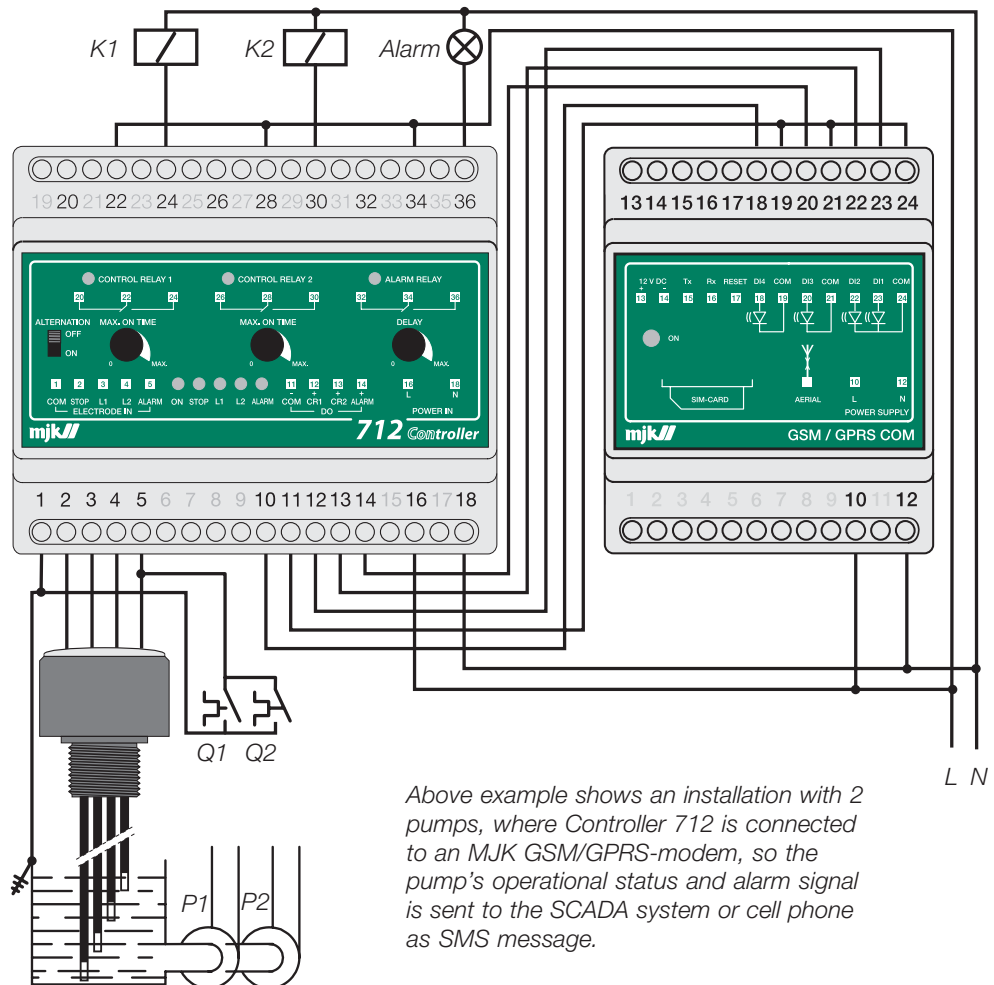 K1 K2 Alarm
19 20 21 22 23 24 25 26 27 28 29 30 31 32 33 34 35 36
13 14 15 16 17 18 19 20 21 22 23 24
CONTROL RELAY 1 CONTROL RELAY 2 ALARM RELAY
20 22 24 26 28 30 32 34 36
ALTERNATION MAX. ON TIME MAX. ON TIME DELAY
OFF
ON
0 MAX. 0 MAX. 0 MAX.
1 2 3 4 5 11 12 13 14 16 18
- + + + L N
COM STOP L1 L2 ALARM ON STOP L1 L2 ALARM COM CR1 CR2 ALARM
ELECTRODE IN DO POWER IN
mjk 712 Controller
12 V DC Tx Rx RESET DI4 COM DI3 COM DI2 DI1 COM
+ -
13 14 15 16 17 18 19 20 21 22 23 24
ON
SIM-CARD AERIAL
10 12
L N
POWER SUPPLY
mjk GSM / GPRS COM
1 2 3 4 5 6 7 8 9 10 11 12 13 14 15 16 17 18
1 2 3 4 5 6 7 8 9 10 11 12
Q1 Q2
L N
P1 P2
Above example shows an installation with 2
pumps, where Controller 712 is connected
to an MJK GSM/GPRS-modem, so the
pump's operational status and alarm signal
is sent to the SCADA system or cell phone
as SMS message.